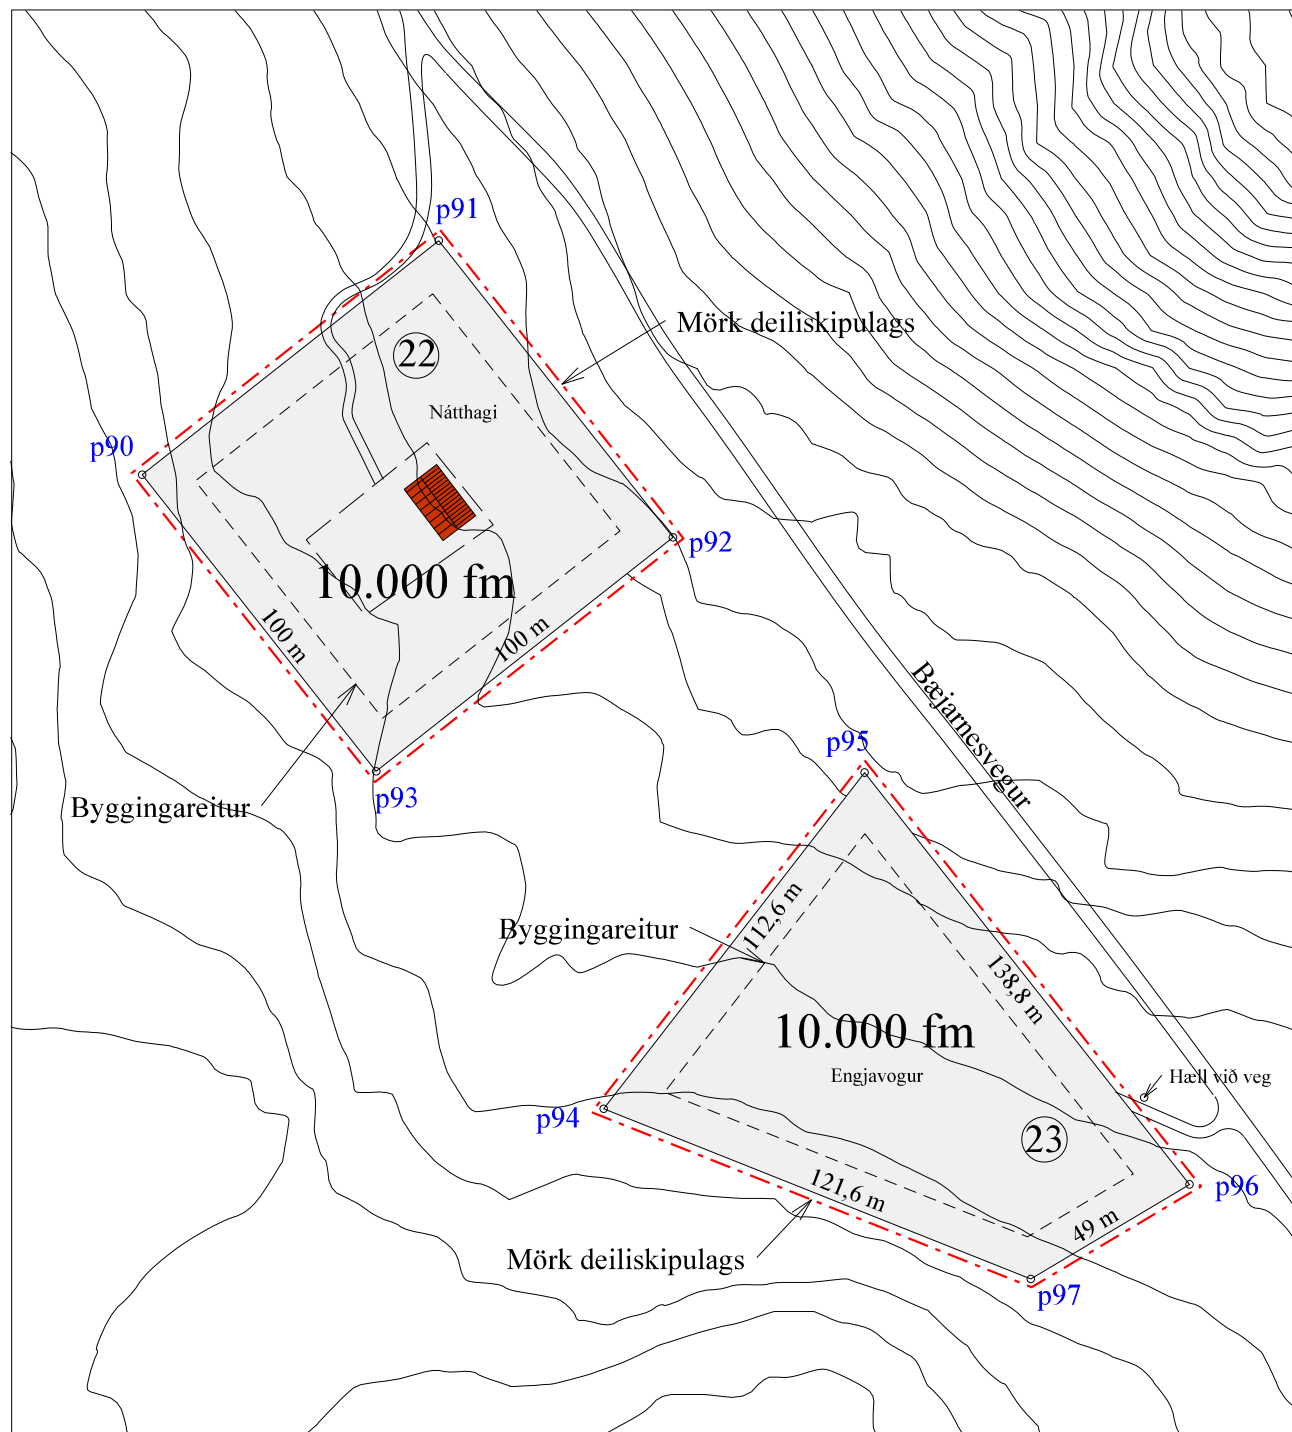 p91
Mörk deiliskipulags
22
Nátthagi
p90
p92
10.000 fm
100 m
100 m
Bæjarnesvegur
p95
p93
Byggingareitur
112,6 m
Byggingareitur
138,8 m
10.000 fm
Engjavogur
Hæll við veg
p94
23
121,6 m
p96
49 m
Mörk deiliskipulags
p97